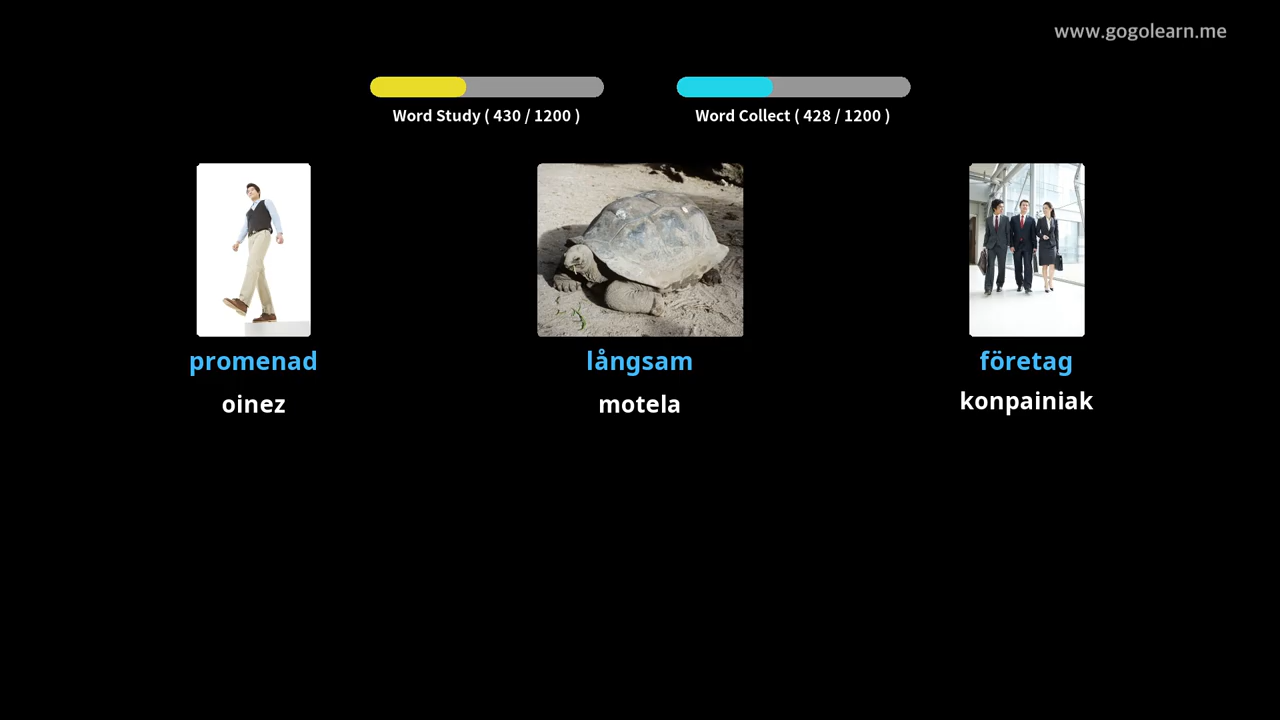 www.gogolearn.me
Word Study ( 430 / 1200 )
Word Collect ( 428 / 1200 )
promenad
långsam
företag
oinez
motela
konpainiak